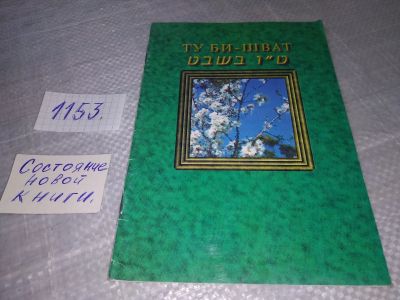 ТУ БИ-ШВАТ
ט״ו בשבט
1153.
Состояние
новой
книги.